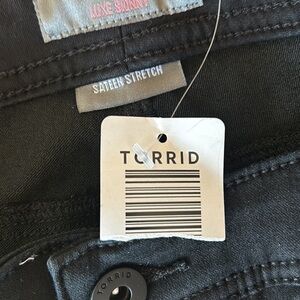 LUXE SKINNY
SATEEN STRETCH
TORRID
TORRID